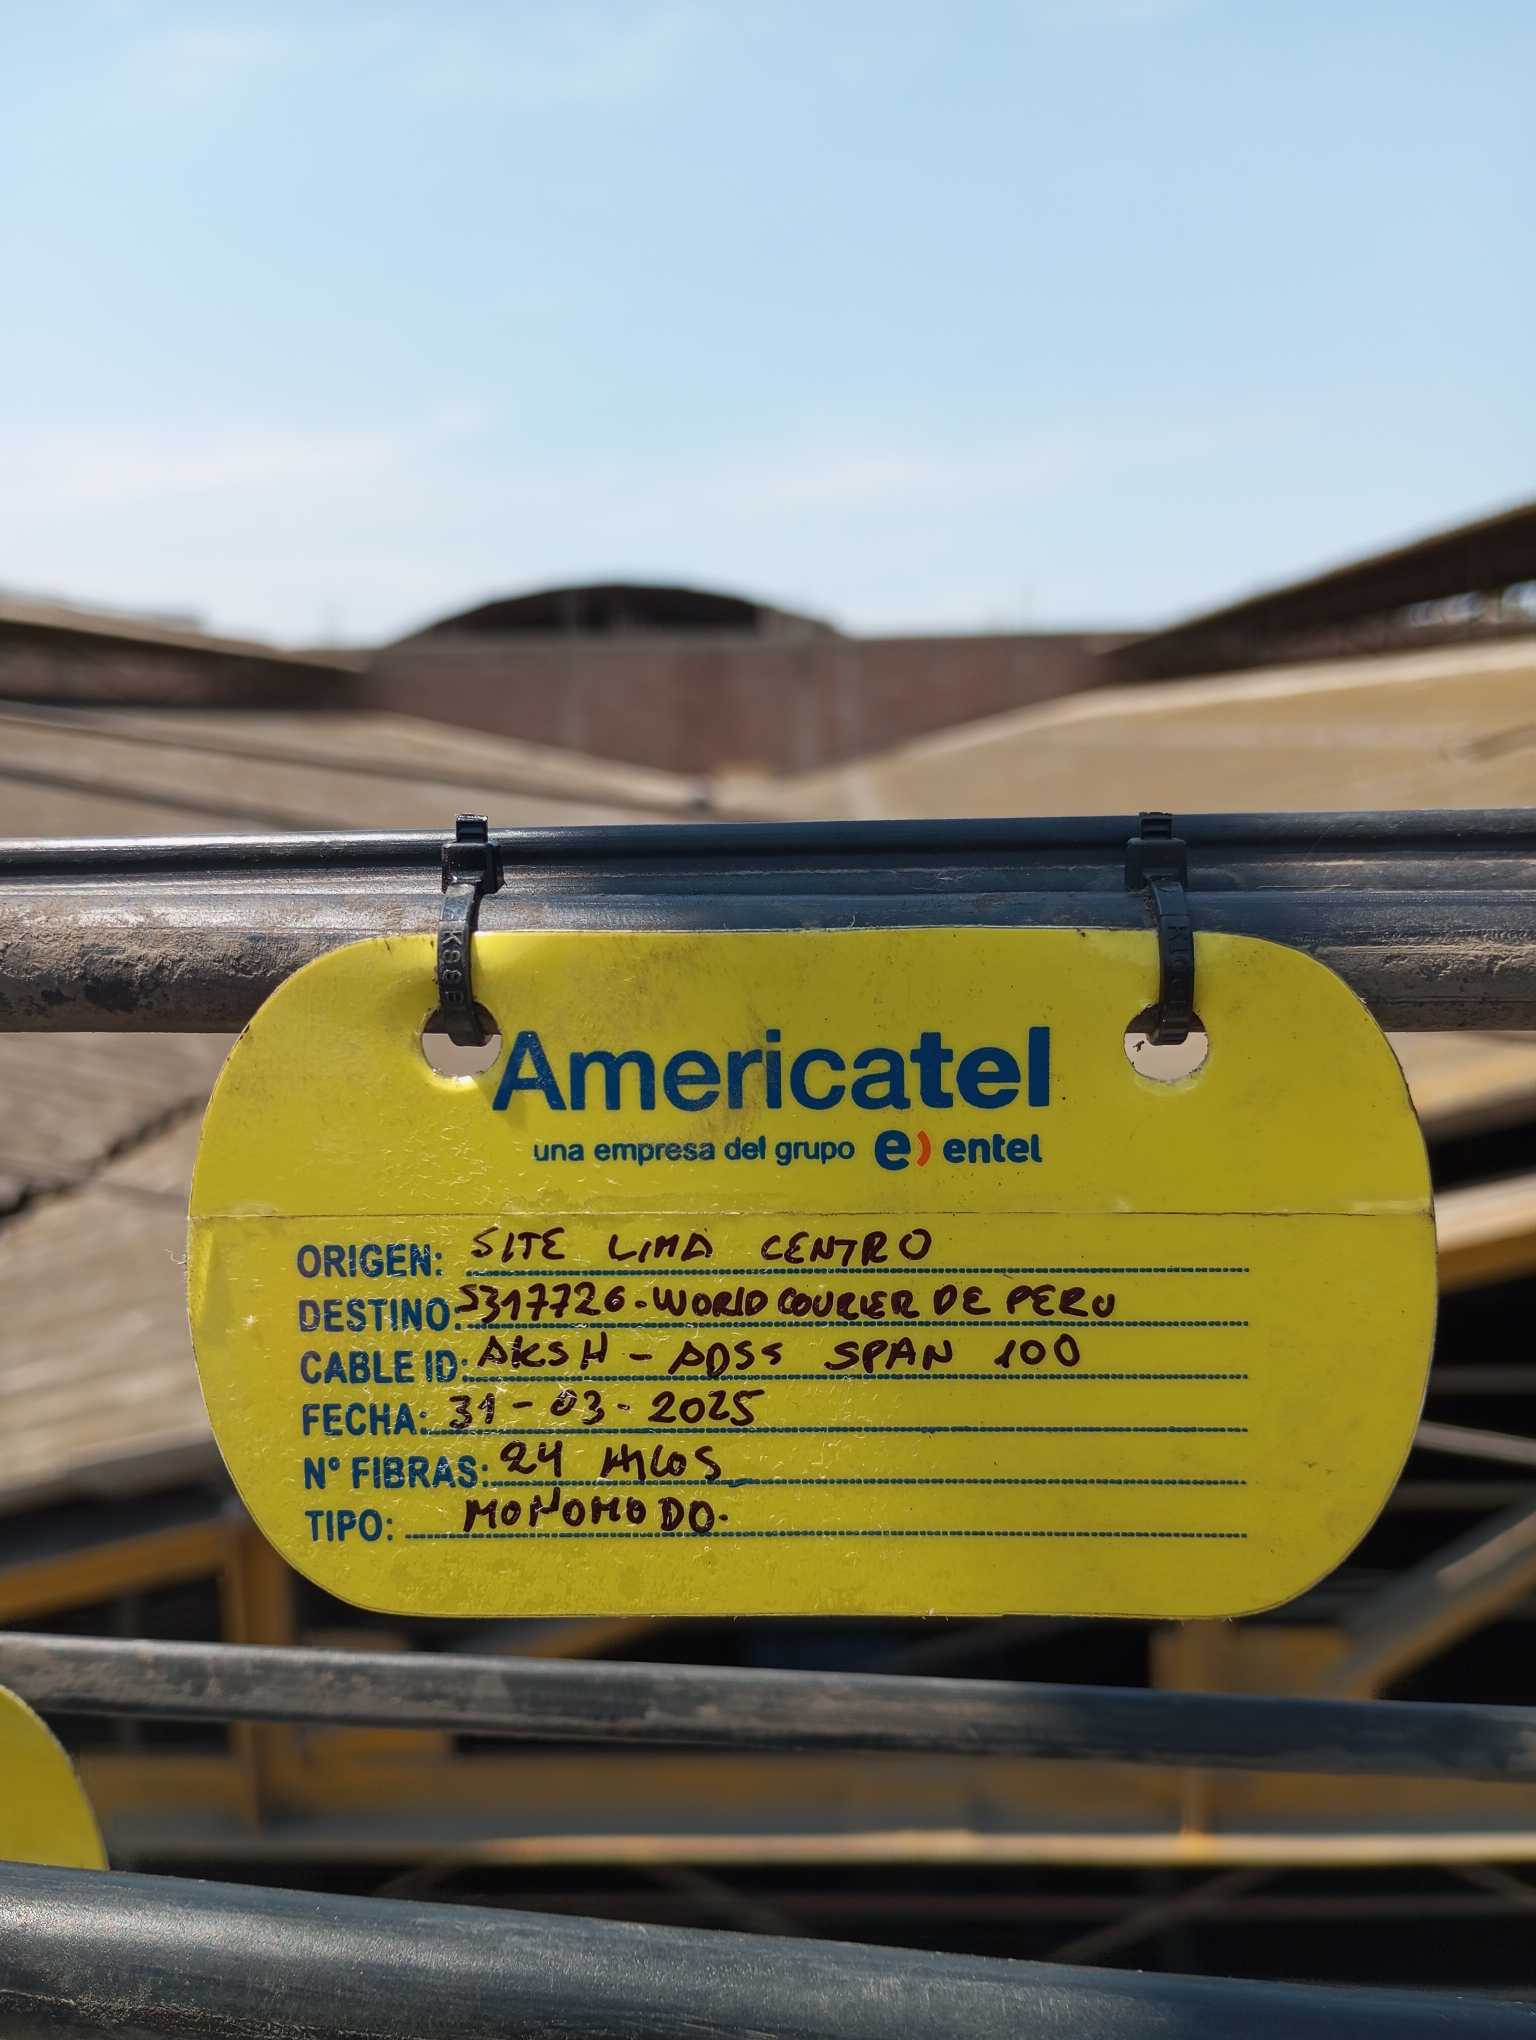 Americatel
una empresa del grupo e) entel
ORIGEN: SITE LIMA CENTRO
DESTINO: S317726-WORLD COURIER DE PERU
CABLE ID: AKSH - ADSS SPAN 100
FECHA: 31-03-2025
N° FIBRAS: 24 HILOS
TIPO: MONOMODO.